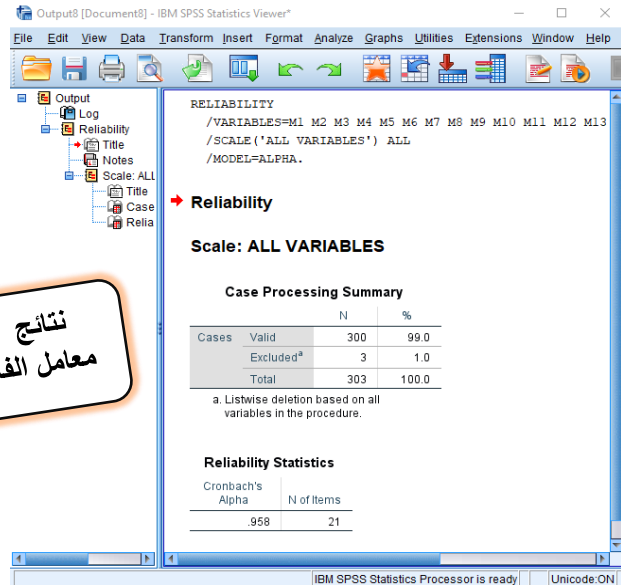 Output8 [Document8] - IBM SPSS Statistics Viewer*
File Edit View Data Transform Insert Format Analyze Graphs Utilities Extensions Window Help
Output
Log
Reliability
Title
Notes
Scale: ALL
Title
Case
Relia
RELIABILITY
/VARIABLES=M1 M2 M3 M4 M5 M6 M7 M8 M9 M10 M11 M12 M13
/SCALE('ALL VARIABLES') ALL
/MODEL=ALPHA.
Reliability
Scale: ALL VARIABLES
Case Processing Summary
N %
Cases Valid 300 99.0
Excludedᵃ 3 1.0
Total 303 100.0
a. Listwise deletion based on all
variables in the procedure.
Reliability Statistics
Cronbach's
Alpha N of Items
.958 21
نتائج
معامل
IBM SPSS Statistics Processor is ready Unicode:ON